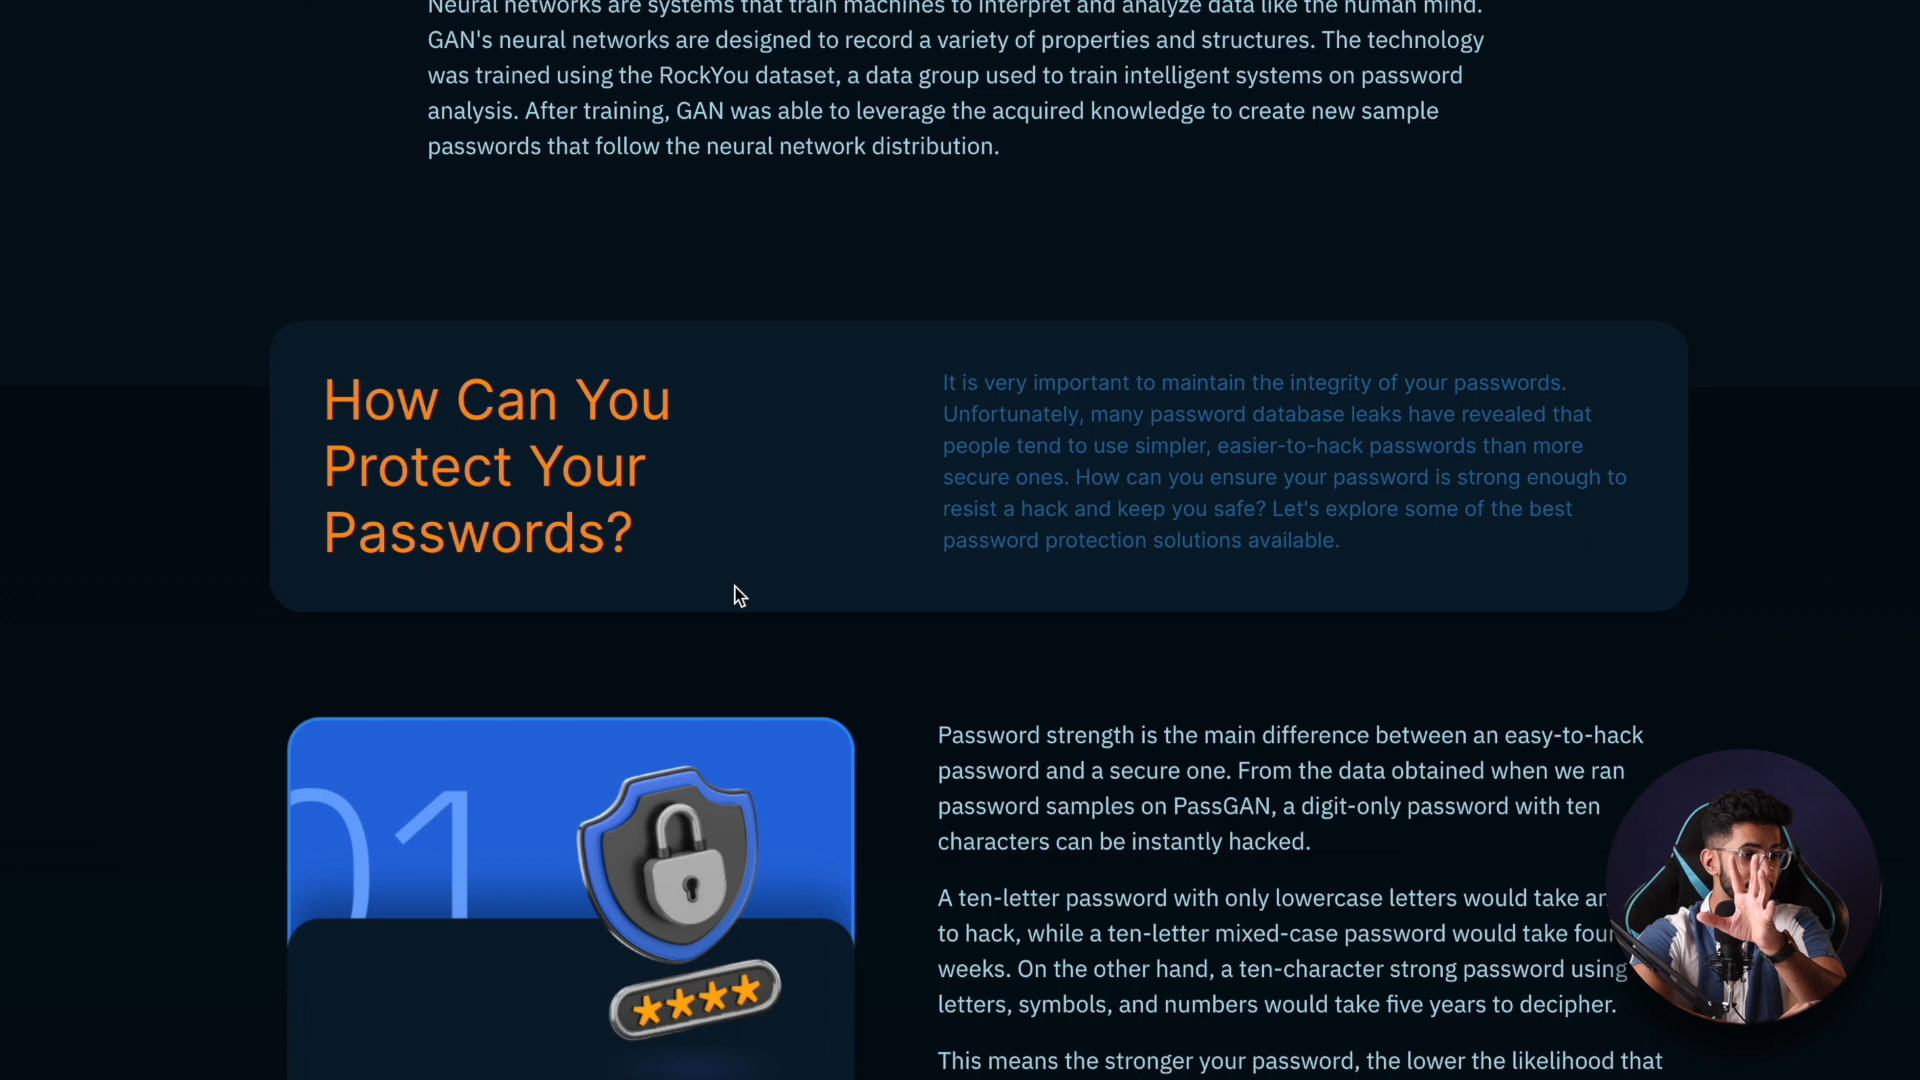 Neural networks are systems that train machines to interpret and analyze data like the human mind.
GAN's neural networks are designed to record a variety of properties and structures. The technology
was trained using the RockYou dataset, a data group used to train intelligent systems on password
analysis. After training, GAN was able to leverage the acquired knowledge to create new sample
passwords that follow the neural network distribution.
How Can You
Protect Your
Passwords?
It is very important to maintain the integrity of your passwords.
Unfortunately, many password database leaks have revealed that
people tend to use simpler, easier-to-hack passwords than more
secure ones. How can you ensure your password is strong enough to
resist a hack and keep you safe? Let's explore some of the best
password protection solutions available.
01
Password strength is the main difference between an easy-to-hack
password and a secure one. From the data obtained when we ran
password samples on PassGAN, a digit-only password with ten
characters can be instantly hacked.
A ten-letter password with only lowercase letters would take
to hack, while a ten-letter mixed-case password would take
weeks. On the other hand, a ten-character strong password using
letters, symbols, and numbers would take five years to decipher.
This means the stronger your password, the lower the likelihood that